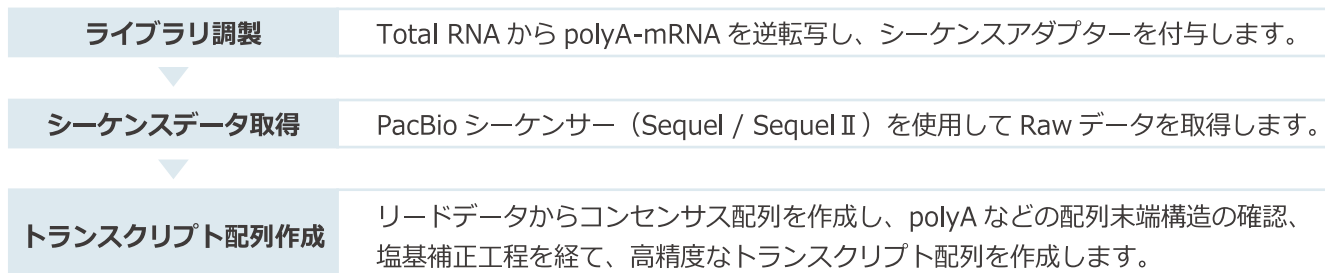 ライブラリ調製
Total RNA から polyA-mRNA を逆転写し、シーケンスアダプターを付与します。
シーケンスデータ取得
PacBio シーケンサー（Sequel / SequelⅡ）を使用して Raw データを取得します。
トランスクリプト配列作成
リードデータからコンセンサス配列を作成し、polyA などの配列末端構造の確認、
塩基補正工程を経て、高精度なトランスクリプト配列を作成します。